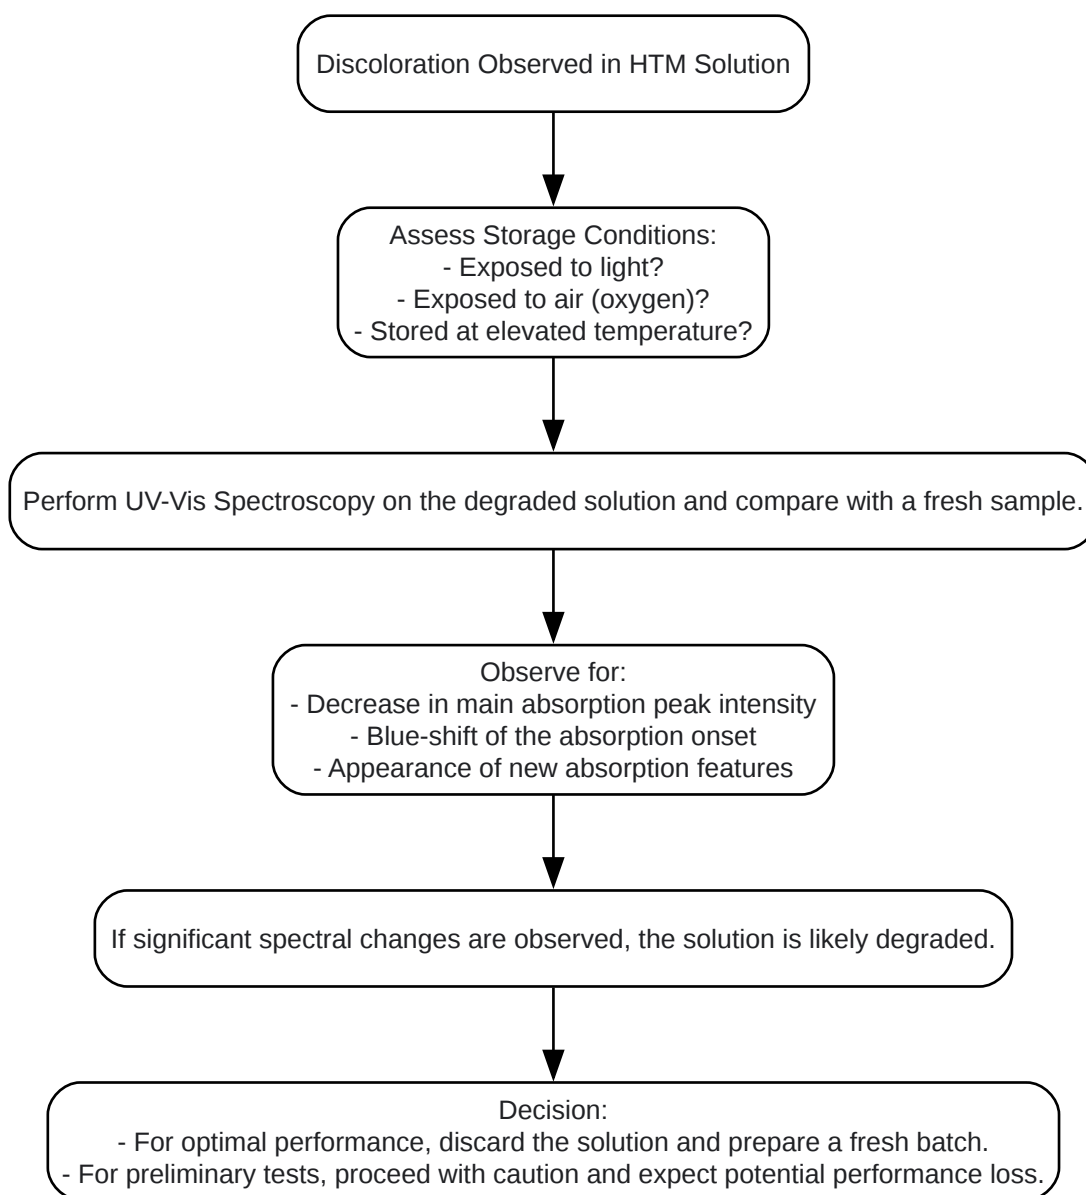 Discoloration Observed in HTM Solution
Assess Storage Conditions:
- Exposed to light?
- Exposed to air (oxygen)?
- Stored at elevated temperature?
Perform UV-Vis Spectroscopy on the degraded solution and compare with a fresh sample.
Observe for:
- Decrease in main absorption peak intensity
- Blue-shift of the absorption onset
- Appearance of new absorption features
If significant spectral changes are observed, the solution is likely degraded.
Decision:
- For optimal performance, discard the solution and prepare a fresh batch.
- For preliminary tests, proceed with caution and expect potential performance loss.